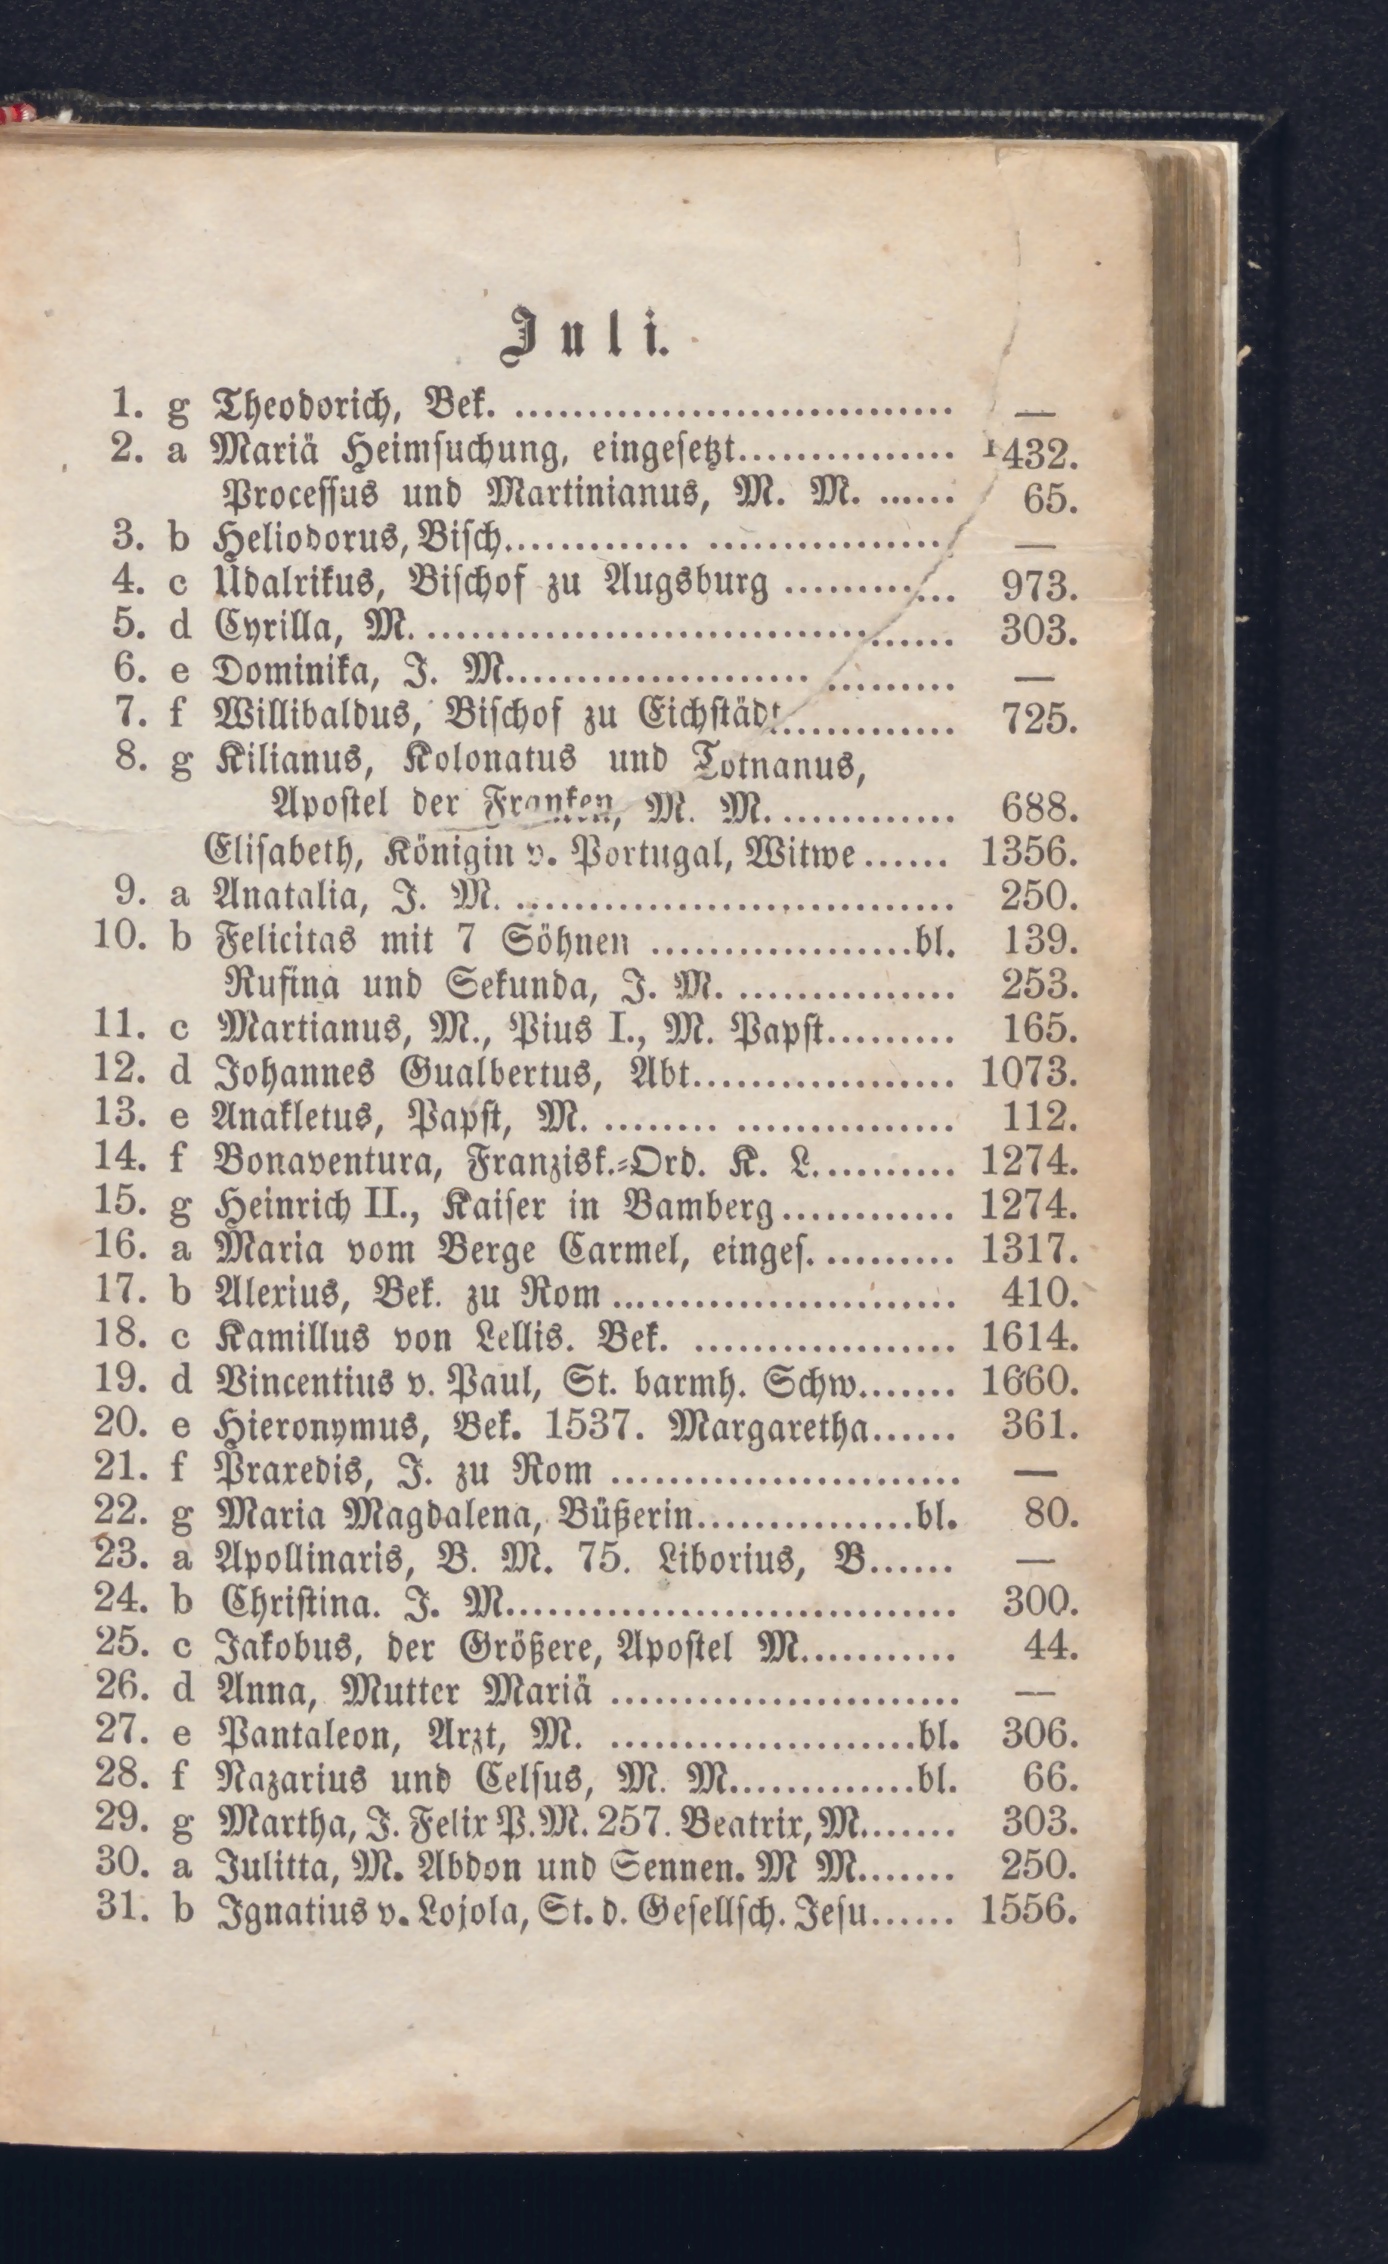 Juli.
1. g Theodorich, Bek. .............................. —
2. a Mariä Heimsuchung, eingesetzt............... 1432.
Processus und Martinianus, M. M. ...... 65.
3. b Heliodorus, Bisch............. ................ —
4. c Udalrikus, Bischof zu Augsburg ............ 973.
5. d Cyrilla, M. .................................... 303.
6. e Dominika, J. M..................... ......... —
7. f Willibaldus, Bischof zu Eichstädt............ 725.
8. g Kilianus, Kolonatus und Totnanus,
Apostel der Franken, M. M. ............ 688.
Elisabeth, Königin v. Portugal, Witwe...... 1356.
9. a Anatalia, J. M. .............................. 250.
10. b Felicitas mit 7 Söhnen ..................bl. 139.
Rufina und Sekunda, J. M. ............... 253.
11. c Martianus, M., Pius I., M. Papst......... 165.
12. d Johannes Gualbertus, Abt.................. 1073.
13. e Anakletus, Papst, M. ........ ............... 112.
14. f Bonaventura, Franzisk.-Ord. K. L.......... 1274.
15. g Heinrich II., Kaiser in Bamberg............ 1274.
16. a Maria vom Berge Carmel, einges. ......... 1317.
17. b Alexius, Bek. zu Rom ........................ 410.
18. c Kamillus von Lellis. Bek. .................. 1614.
19. d Vincentius v. Paul, St. barmh. Schw....... 1660.
20. e Hieronymus, Bek. 1537. Margaretha...... 361.
21. f Praxedis, J. zu Rom ........................ —
22. g Maria Magdalena, Büßerin...............bl. 80.
23. a Apollinaris, B. M. 75. Liborius, B...... —
24. b Christina. J. M............................... 300.
25. c Jakobus, der Größere, Apostel M........... 44.
26. d Anna, Mutter Mariä ........................ —
27. e Pantaleon, Arzt, M. .....................bl. 306.
28. f Nazarius und Celsus, M. M.............bl. 66.
29. g Martha, J. Felix P. M. 257. Beatrix, M....... 303.
30. a Julitta, M. Abdon und Sennen. M M....... 250.
31. b Ignatius v. Lojola, St. d. Gesellsch. Jesu...... 1556.